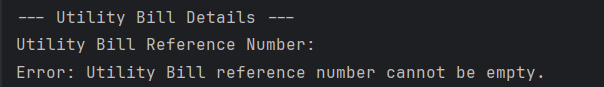 --- Utility Bill Details ---
Utility Bill Reference Number:
Error: Utility Bill reference number cannot be empty.